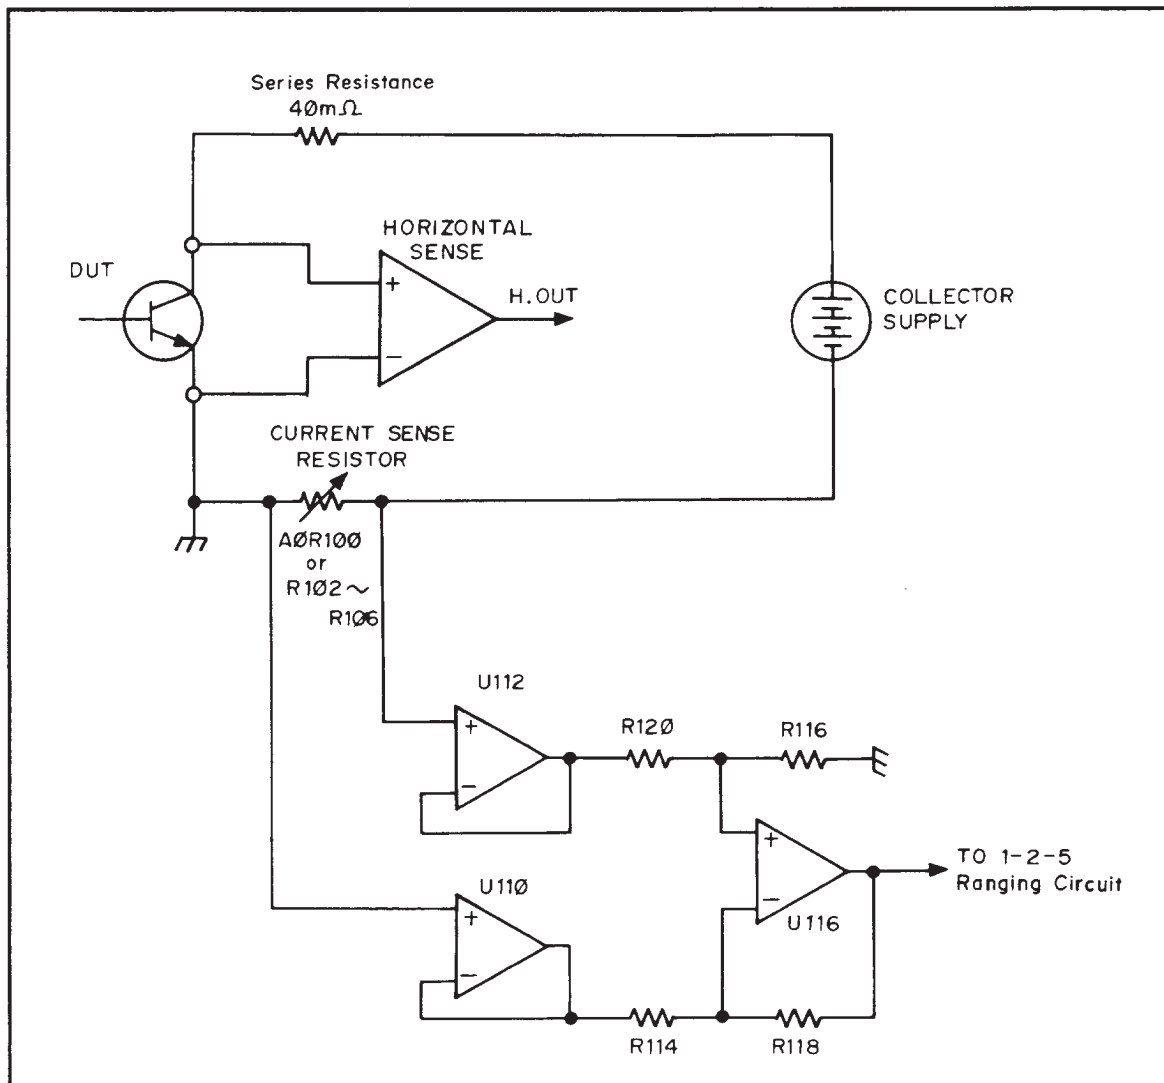 Series Resistance
40mΩ
HORIZONTAL
SENSE
DUT
+
−
H.OUT
COLLECTOR
SUPPLY
CURRENT SENSE
RESISTOR
AØR1ØØ
or
R1Ø2~
R1Ø6
U112
+
−
R12Ø
R116
U11Ø
+
−
+
−
U116
TO 1-2-5
Ranging Circuit
R114
R118